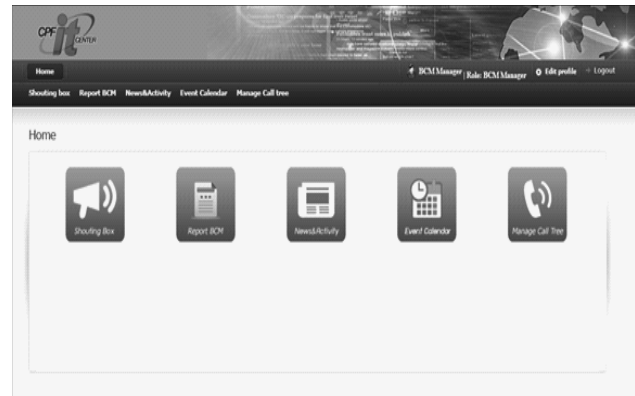 CPF it CENTER
Home
BCM Manager | Role: BCM Manager Edit profile Logout
Shouting box Report BCM News&Activity Event Calendar Manage Call tree
Home
Shouting Box Report BCM News&Activity Event Calendar Manage Call Tree